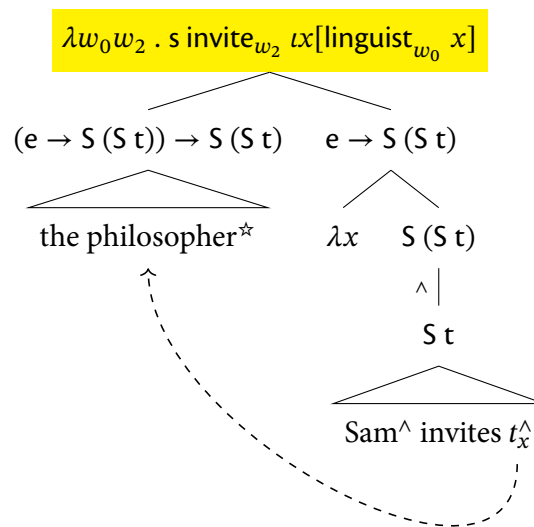 λw₀w₂ . s invite_w₂ ιx[linguist_w₀ x]
(e → S (S t)) → S (S t) e → S (S t)
the philosopher☆ λx S (S t)
^
S t
Sam^ invites t_x^^